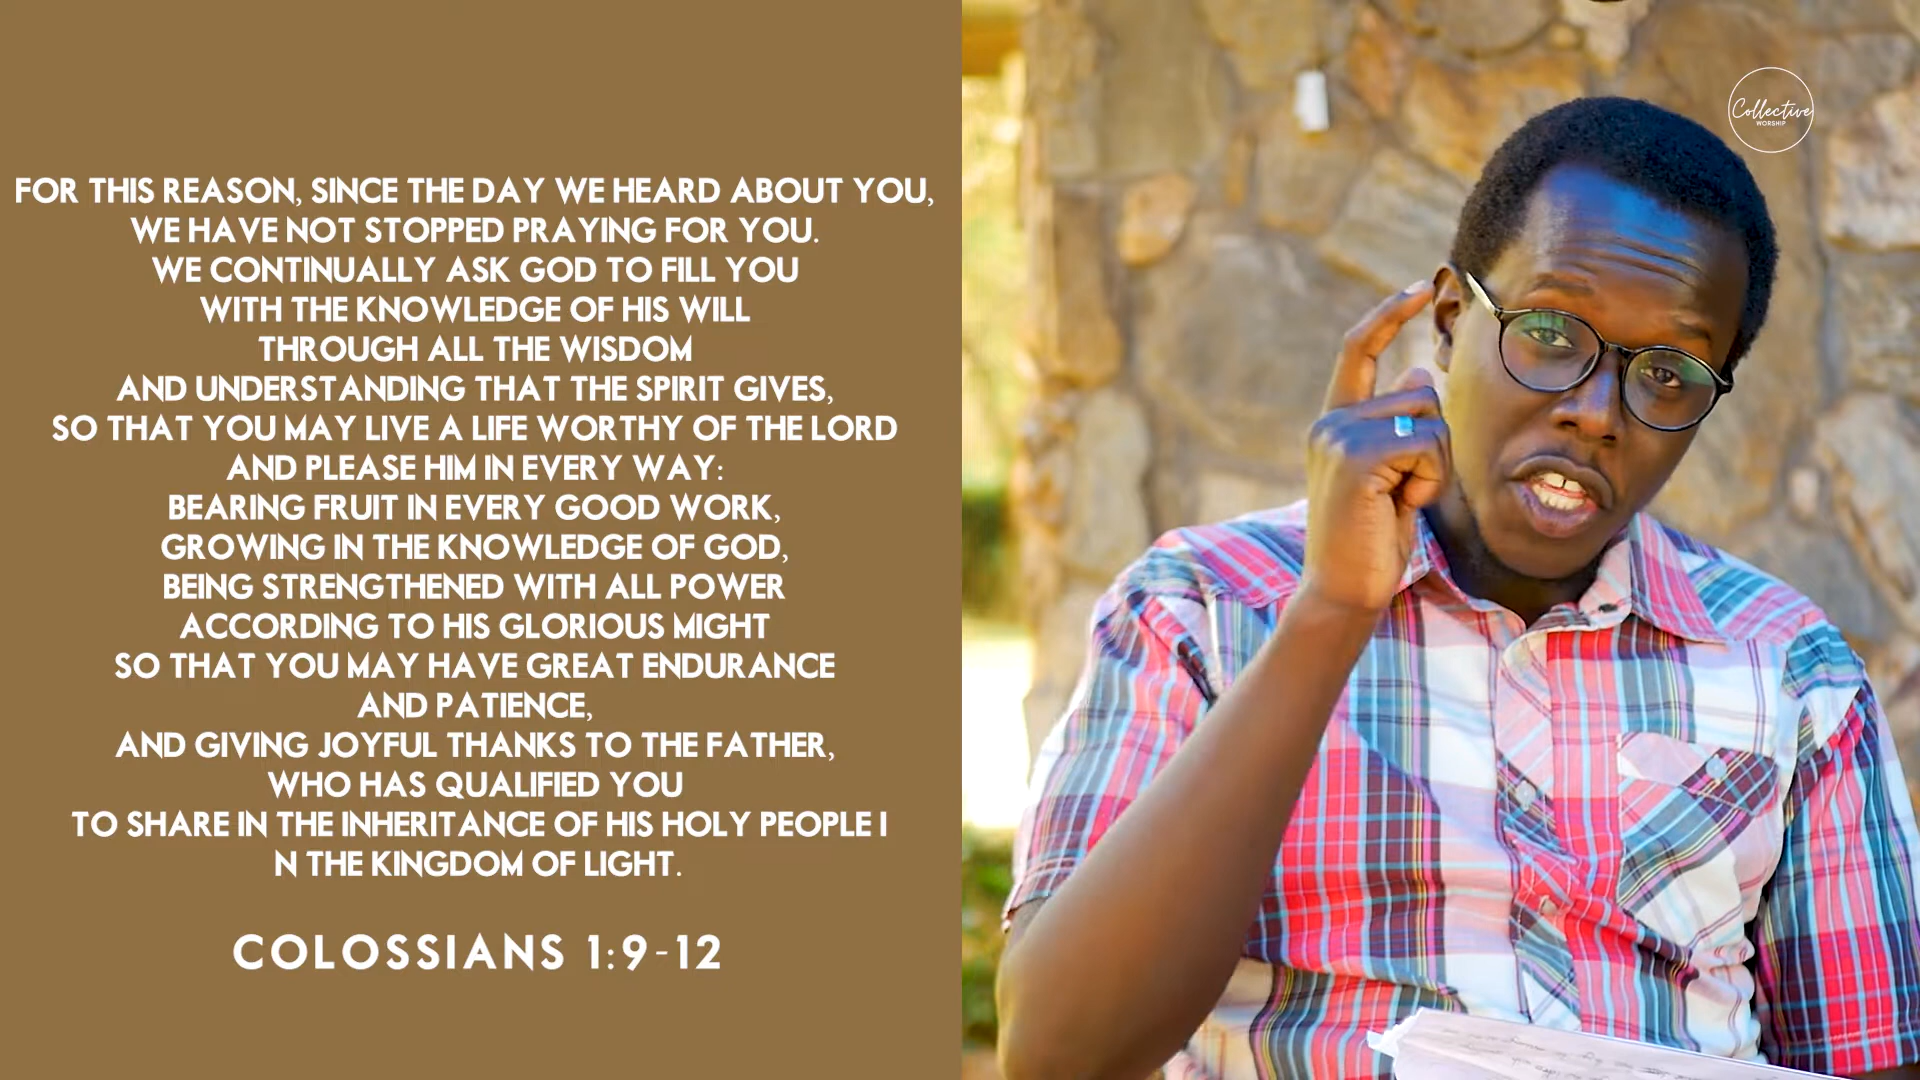 FOR THIS REASON, SINCE THE DAY WE HEARD ABOUT YOU,
WE HAVE NOT STOPPED PRAYING FOR YOU.
WE CONTINUALLY ASK GOD TO FILL YOU
WITH THE KNOWLEDGE OF HIS WILL
THROUGH ALL THE WISDOM
AND UNDERSTANDING THAT THE SPIRIT GIVES,
SO THAT YOU MAY LIVE A LIFE WORTHY OF THE LORD
AND PLEASE HIM IN EVERY WAY:
BEARING FRUIT IN EVERY GOOD WORK,
GROWING IN THE KNOWLEDGE OF GOD,
BEING STRENGTHENED WITH ALL POWER
ACCORDING TO HIS GLORIOUS MIGHT
SO THAT YOU MAY HAVE GREAT ENDURANCE
AND PATIENCE,
AND GIVING JOYFUL THANKS TO THE FATHER,
WHO HAS QUALIFIED YOU
TO SHARE IN THE INHERITANCE OF HIS HOLY PEOPLE I
N THE KINGDOM OF LIGHT.
COLOSSIANS 1:9-12
Collective
WORSHIP